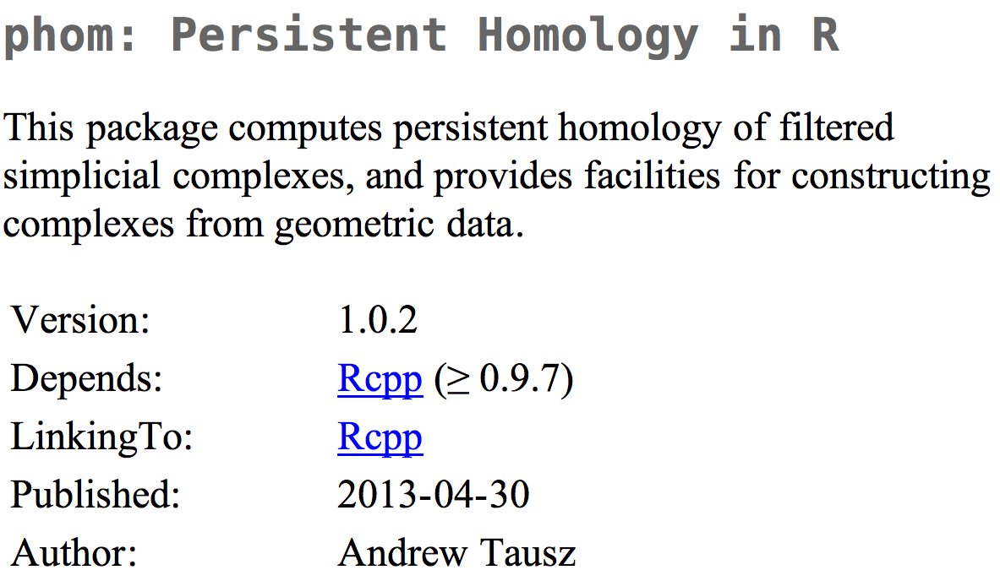 phom: Persistent Homology in R
This package computes persistent homology of filtered
simplicial complexes, and provides facilities for constructing
complexes from geometric data.
Version: 1.0.2
Depends: Rcpp (≥ 0.9.7)
LinkingTo: Rcpp
Published: 2013-04-30
Author: Andrew Tausz